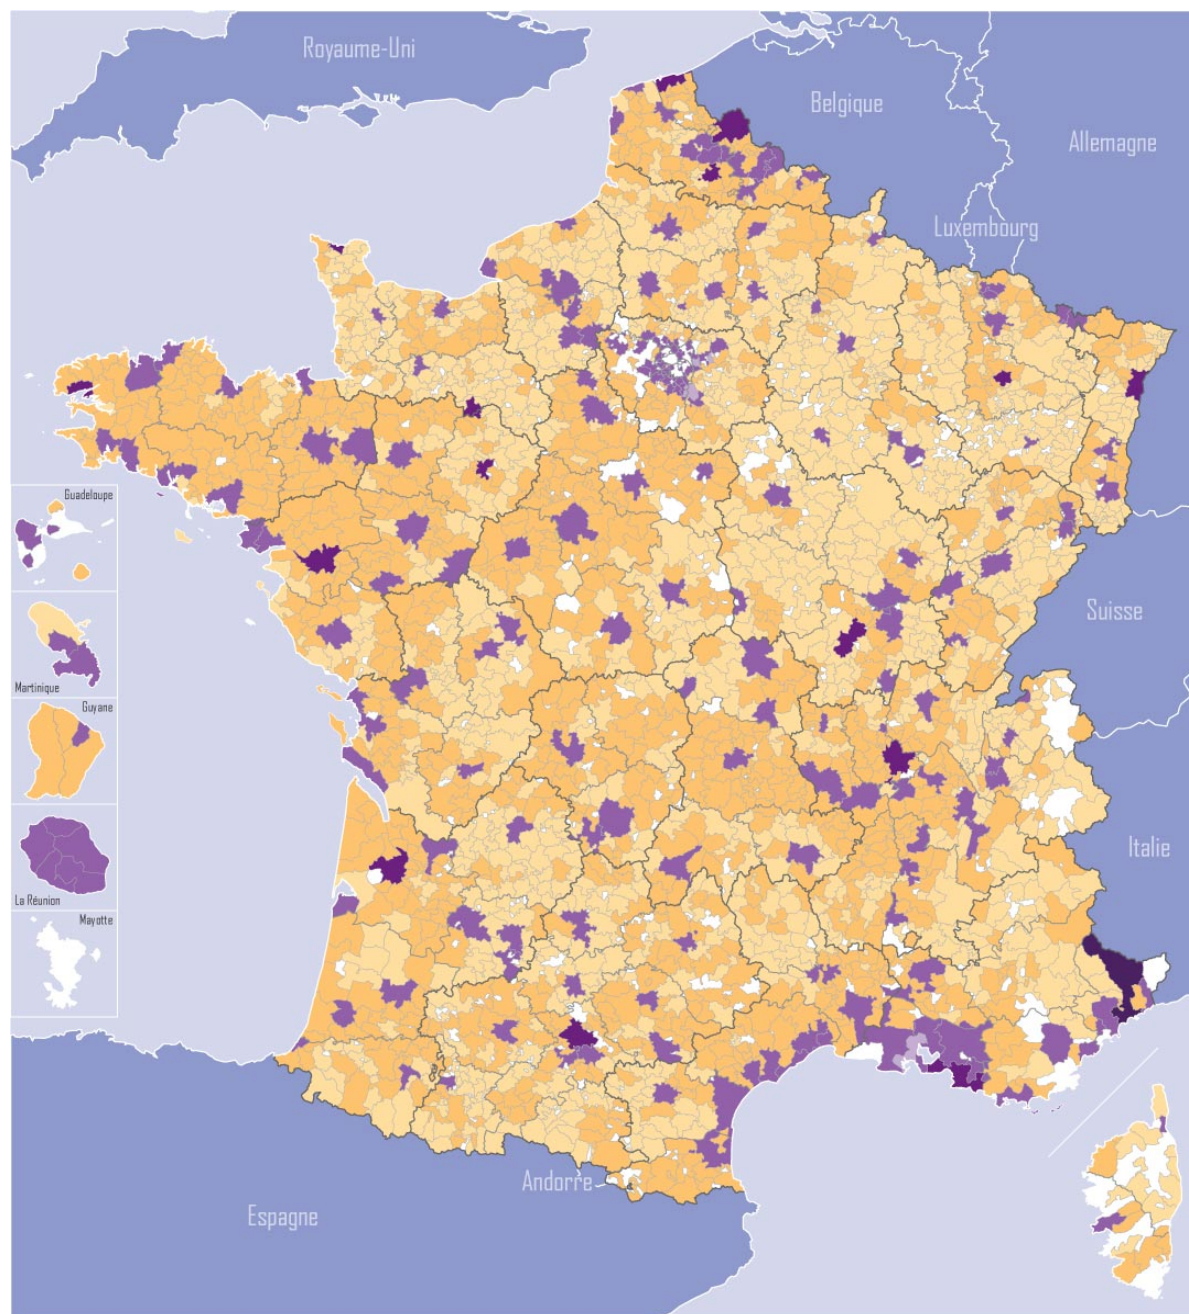 Royaume-Uni
Belgique
Allemagne
Luxembourg
Guadeloupe
Suisse
Martinique
Guyane
Italie
La Réunion
Mayotte
Andorre
Espagne